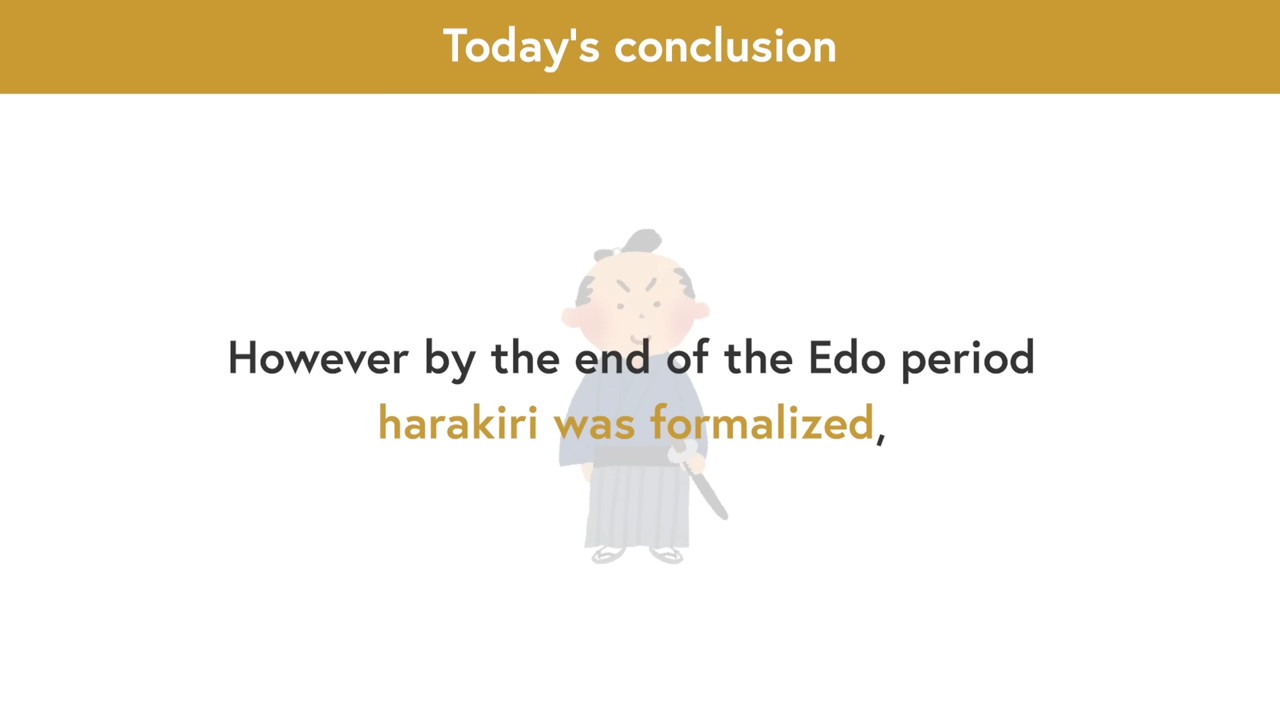 Today's conclusion
However by the end of the Edo period
harakiri was formalized,